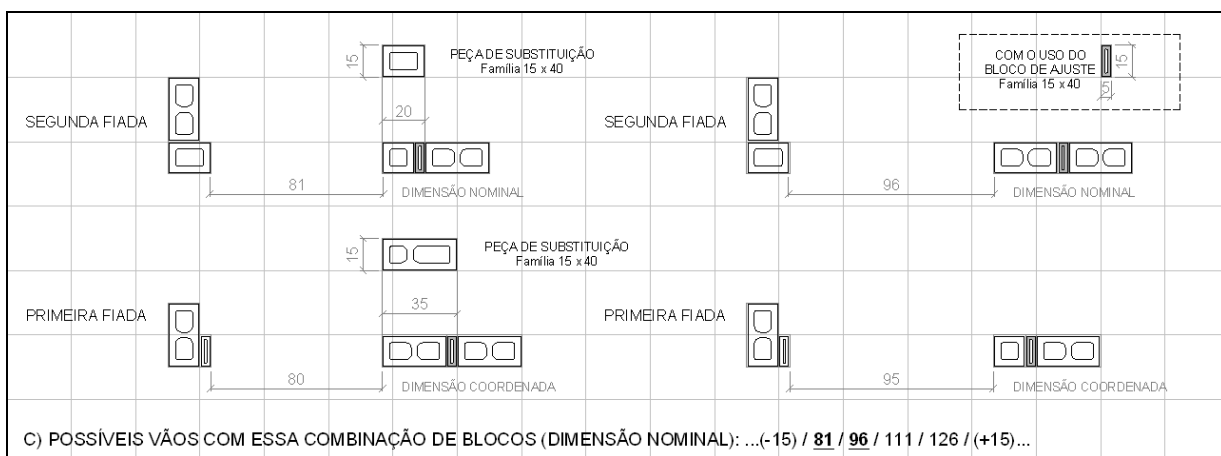 PEÇA DE SUBSTITUIÇÃO
Família 15 x 40
15
20
SEGUNDA FIADA
81
DIMENSÃO NOMINAL
COM O USO DO
BLOCO DE AJUSTE
Família 15 x 40
15
5
SEGUNDA FIADA
96
DIMENSÃO NOMINAL
PEÇA DE SUBSTITUIÇÃO
Família 15 x 40
15
35
PRIMEIRA FIADA
80
DIMENSÃO COORDENADA
PRIMEIRA FIADA
95
DIMENSÃO COORDENADA
C) POSSÍVEIS VÃOS COM ESSA COMBINAÇÃO DE BLOCOS (DIMENSÃO NOMINAL): ...(-15) / 81 / 96 / 111 / 126 / (+15)...